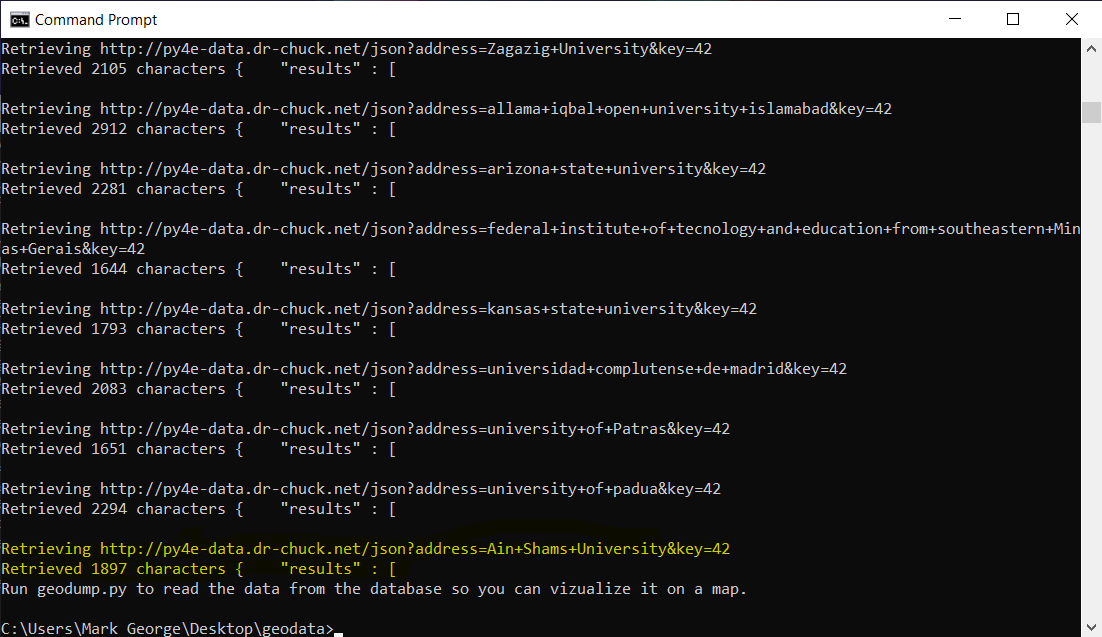 Command Prompt
Retrieving http://py4e-data.dr-chuck.net/json?address=Zagazig+University&key=42
Retrieved 2105 characters {    "results" : [
Retrieving http://py4e-data.dr-chuck.net/json?address=allama+iqbal+open+university+islamabad&key=42
Retrieved 2912 characters {    "results" : [
Retrieving http://py4e-data.dr-chuck.net/json?address=arizona+state+university&key=42
Retrieved 2281 characters {    "results" : [
Retrieving http://py4e-data.dr-chuck.net/json?address=federal+institute+of+tecnology+and+education+from+southeastern+Min
as+Gerais&key=42
Retrieved 1644 characters {    "results" : [
Retrieving http://py4e-data.dr-chuck.net/json?address=kansas+state+university&key=42
Retrieved 1793 characters {    "results" : [
Retrieving http://py4e-data.dr-chuck.net/json?address=universidad+complutense+de+madrid&key=42
Retrieved 2083 characters {    "results" : [
Retrieving http://py4e-data.dr-chuck.net/json?address=university+of+Patras&key=42
Retrieved 1651 characters {    "results" : [
Retrieving http://py4e-data.dr-chuck.net/json?address=university+of+padua&key=42
Retrieved 2294 characters {    "results" : [
Retrieving http://py4e-data.dr-chuck.net/json?address=Ain+Shams+University&key=42
Retrieved 1897 characters {    "results" : [
Run geodump.py to read the data from the database so you can vizualize it on a map.
C:\Users\Mark George\Desktop\geodata>